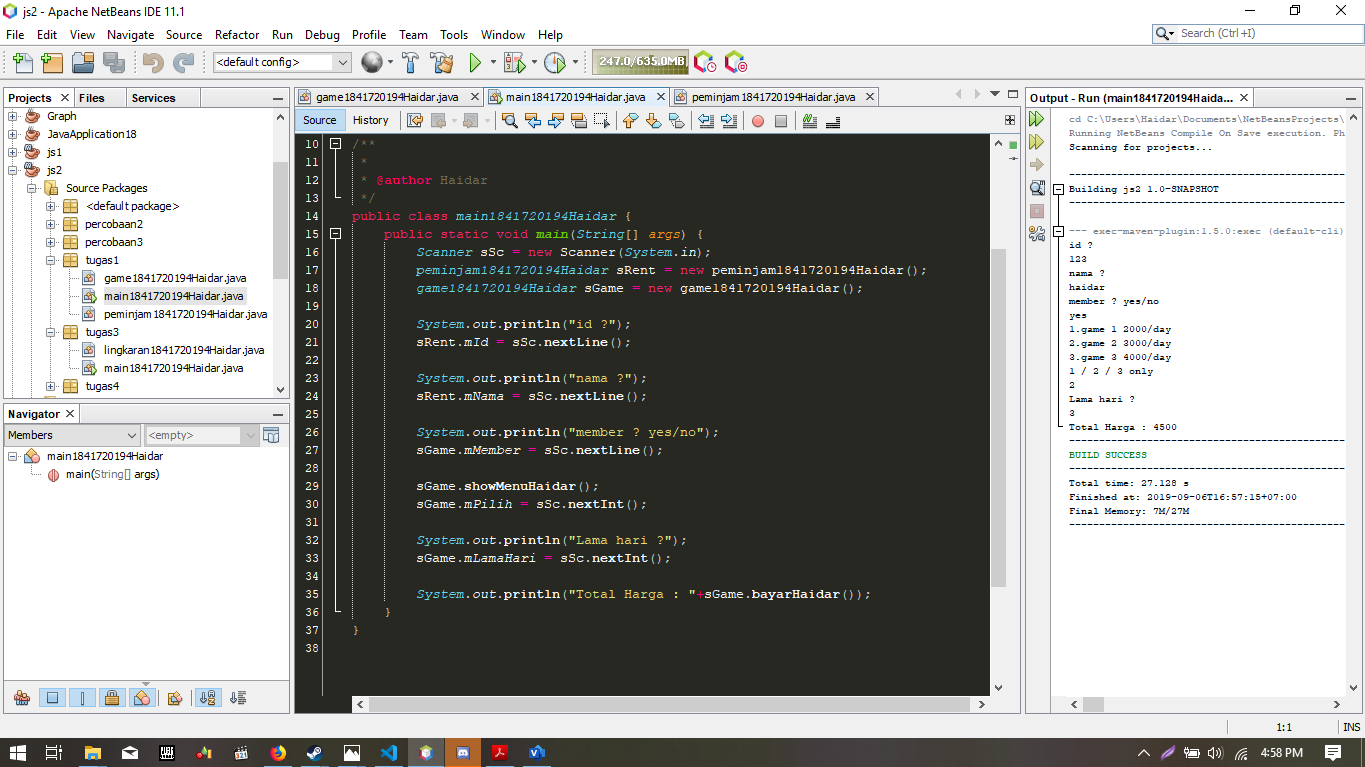 js2 - Apache NetBeans IDE 11.1
File Edit View Navigate Source Refactor Run Debug Profile Team Tools Window Help
Search (Ctrl+I)
<default config>
247.0/635.0MB
Projects Files Services
Graph
JavaApplication18
js1
js2
Source Packages
<default package>
percobaan2
percobaan3
tugas1
game1841720194Haidar.java
main1841720194Haidar.java
peminjam1841720194Haidar.java
tugas3
lingkaran1841720194Haidar.java
main1841720194Haidar.java
tugas4
Navigator
Members
<empty>
main1841720194Haidar
main(String[] args)
game1841720194Haidar.java main1841720194Haidar.java peminjam1841720194Haidar.java
Source History
10 /**
11 *
12 * @author Haidar
13 */
14 public class main1841720194Haidar {
15 public static void main(String[] args) {
16 Scanner sSc = new Scanner(System.in);
17 peminjam1841720194Haidar sRent = new peminjam1841720194Haidar();
18 game1841720194Haidar sGame = new game1841720194Haidar();
19
20 System.out.println("id ?");
21 sRent.mId = sSc.nextLine();
22
23 System.out.println("nama ?");
24 sRent.mNama = sSc.nextLine();
25
26 System.out.println("member ? yes/no");
27 sGame.mMember = sSc.nextLine();
28
29 sGame.showMenuHaidar();
30 sGame.mPilih = sSc.nextInt();
31
32 System.out.println("Lama hari ?");
33 sGame.mLamaHari = sSc.nextInt();
34
35 System.out.println("Total Harga : "+sGame.bayarHaidar());
36 }
37 }
38
Output - Run (main1841720194Haida...
cd C:\Users\Haidar\Documents\NetBeansProjects\
Running NetBeans Compile On Save execution. Ph
Scanning for projects...
------------------------------------------
Building js2 1.0-SNAPSHOT
------------------------------------------
--- exec-maven-plugin:1.5.0:exec (default-cli)
id ?
123
nama ?
haidar
member ? yes/no
yes
1.game 1 2000/day
2.game 2 3000/day
3.game 3 4000/day
1 / 2 / 3 only
2
Lama hari ?
3
Total Harga : 4500
------------------------------------------
BUILD SUCCESS
------------------------------------------
Total time: 27.128 s
Finished at: 2019-09-06T16:57:15+07:00
Final Memory: 7M/27M
------------------------------------------
1:1 INS
4:58 PM